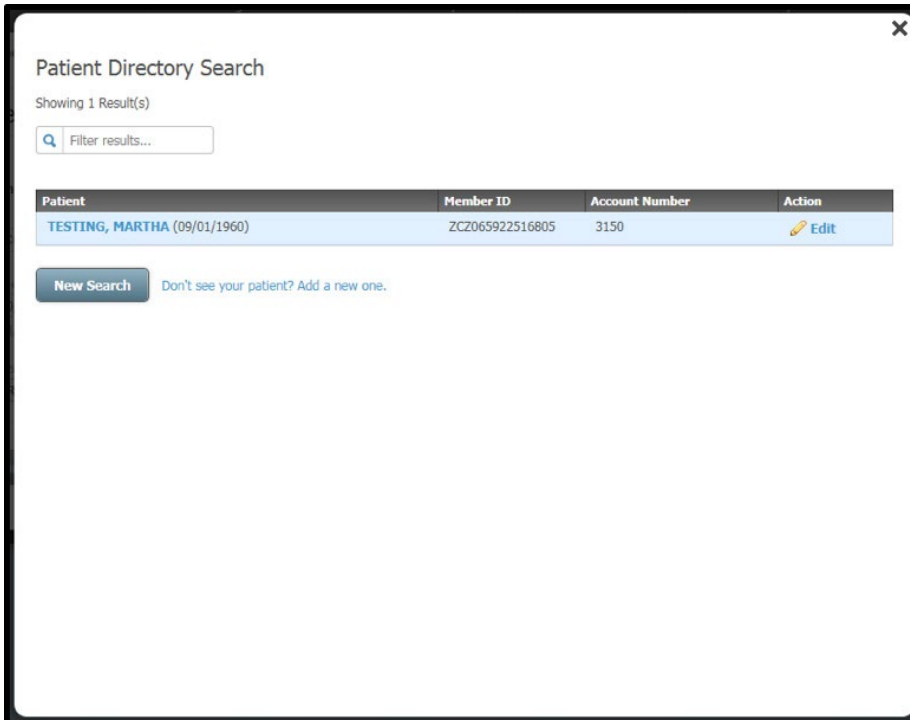 Patient Directory Search
Showing 1 Result(s)
Filter results...
Patient Member ID Account Number Action
TESTING, MARTHA (09/01/1960) ZCZ065922516805 3150 Edit
New Search Don't see your patient? Add a new one.